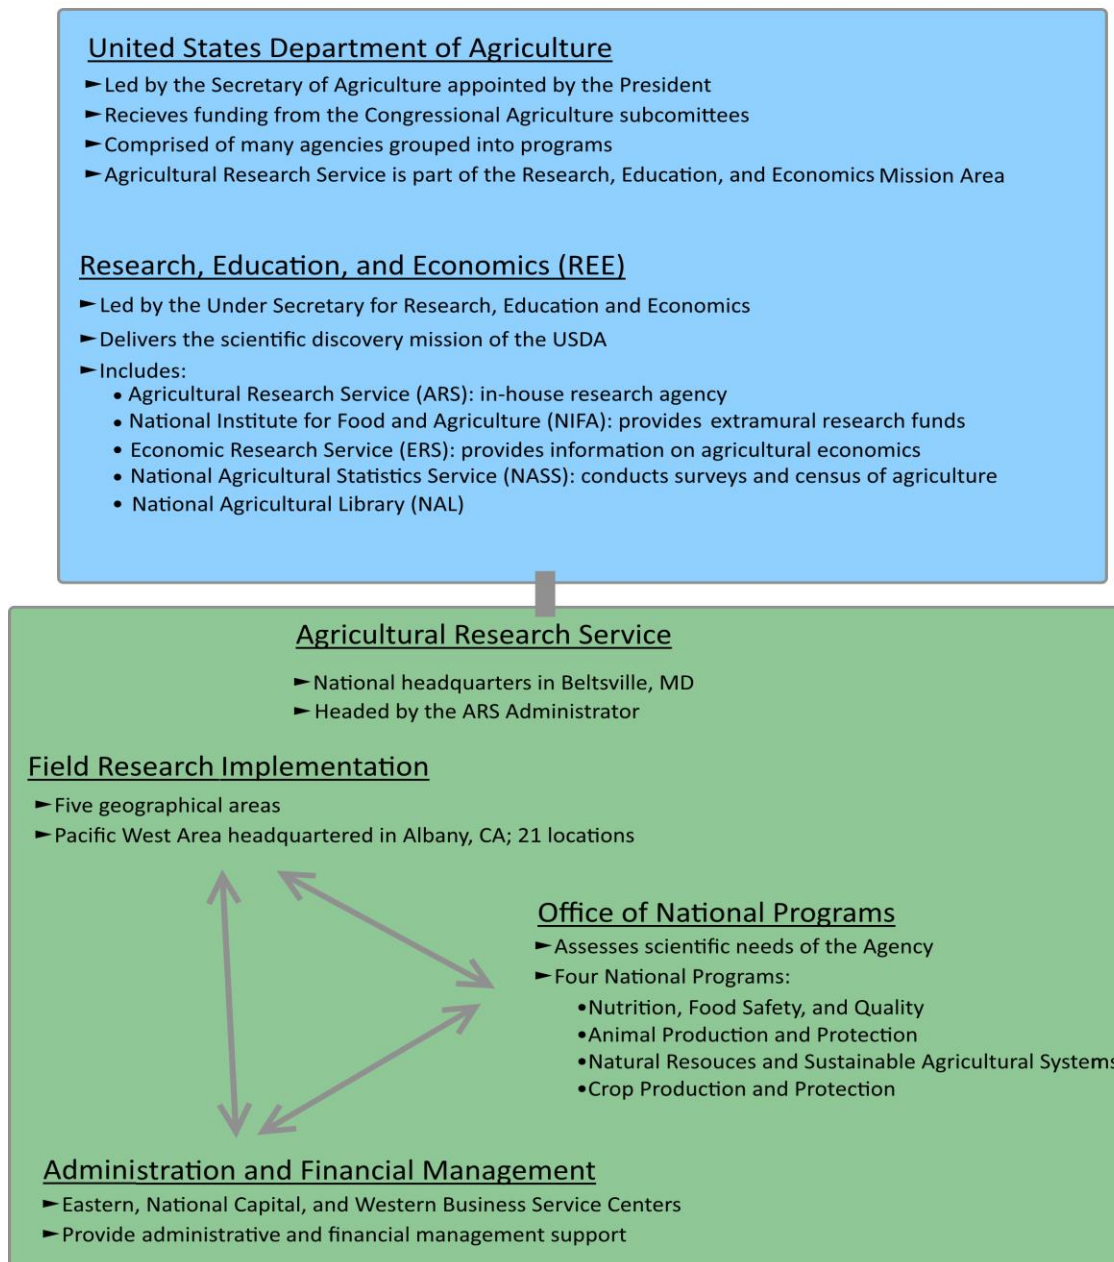 United States Department of Agriculture
►Led by the Secretary of Agriculture appointed by the President
►Recieves funding from the Congressional Agriculture subcomittees
►Comprised of many agencies grouped into programs
►Agricultural Research Service is part of the Research, Education, and Economics Mission Area
Research, Education, and Economics (REE)
►Led by the Under Secretary for Research, Education and Economics
►Delivers the scientific discovery mission of the USDA
►Includes:
• Agricultural Research Service (ARS): in-house research agency
• National Institute for Food and Agriculture (NIFA): provides extramural research funds
• Economic Research Service (ERS): provides information on agricultural economics
• National Agricultural Statistics Service (NASS): conducts surveys and census of agriculture
• National Agricultural Library (NAL)
Agricultural Research Service
►National headquarters in Beltsville, MD
►Headed by the ARS Administrator
Field Research Implementation
►Five geographical areas
►Pacific West Area headquartered in Albany, CA; 21 locations
Office of National Programs
►Assesses scientific needs of the Agency
►Four National Programs:
•Nutrition, Food Safety, and Quality
•Animal Production and Protection
•Natural Resouces and Sustainable Agricultural Systems
•Crop Production and Protection
Administration and Financial Management
►Eastern, National Capital, and Western Business Service Centers
►Provide administrative and financial management support